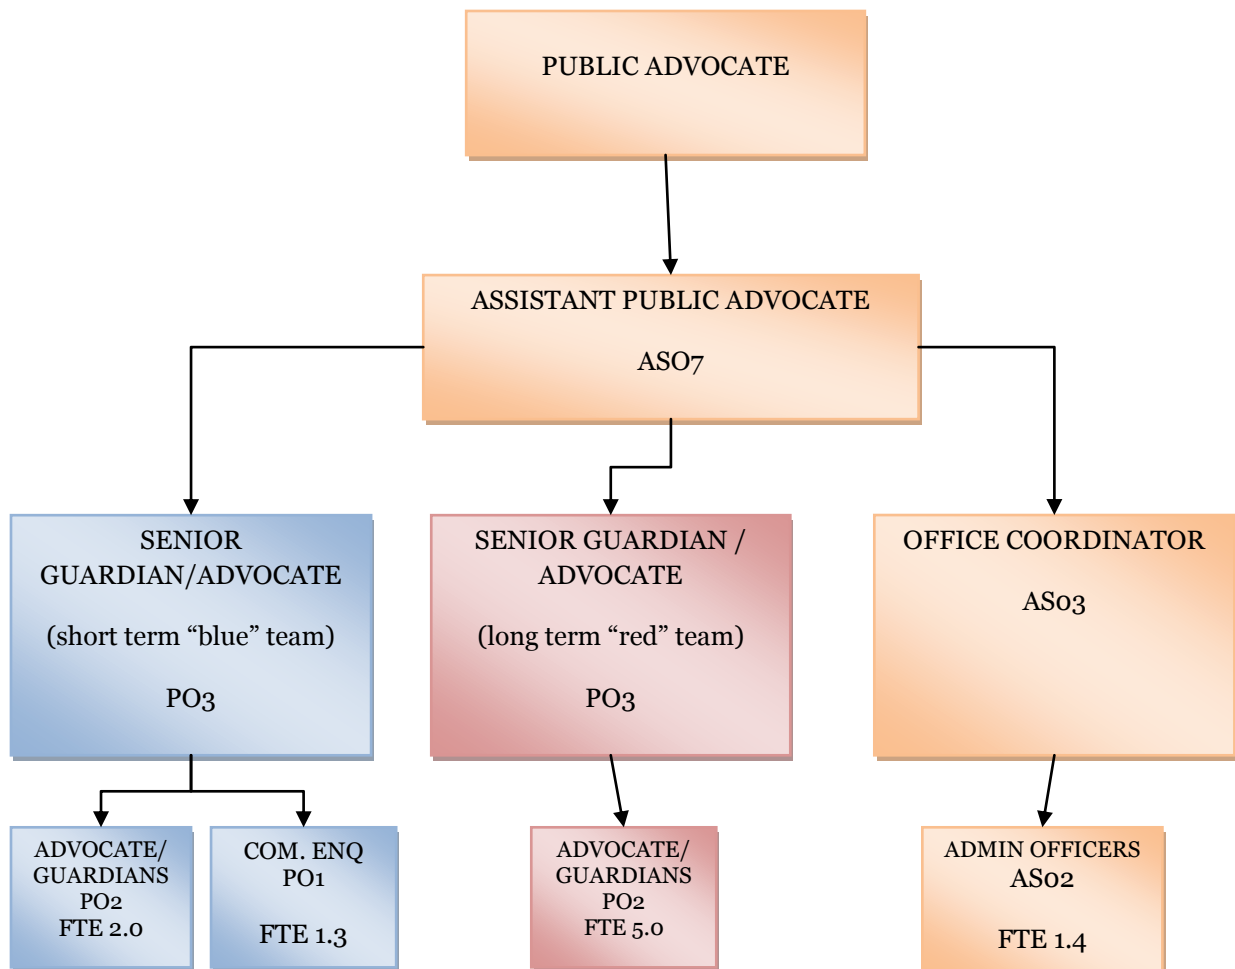 PUBLIC ADVOCATE
ASSISTANT PUBLIC ADVOCATE
ASO7
SENIOR
GUARDIAN/ADVOCATE
(short term “blue” team)
PO3
SENIOR GUARDIAN /
ADVOCATE
(long term “red” team)
PO3
OFFICE COORDINATOR
AS03
ADVOCATE/
GUARDIANS
PO2
FTE 2.0
COM. ENQ
PO1
FTE 1.3
ADVOCATE/
GUARDIANS
PO2
FTE 5.0
ADMIN OFFICERS
AS02
FTE 1.4